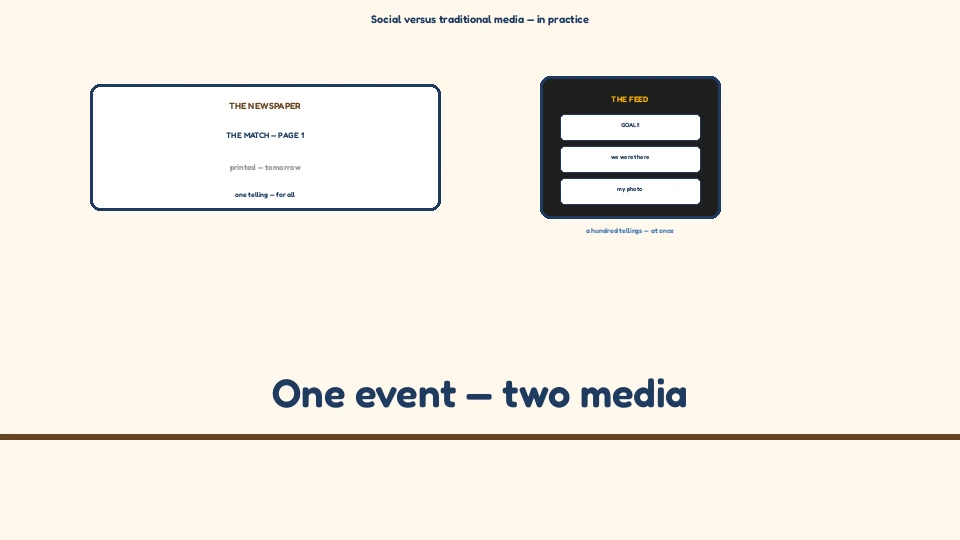 Social versus traditional media — in practice
THE NEWSPAPER
THE MATCH — PAGE 1
printed — tomorrow
one telling — for all
THE FEED
GOAL!!
we were there
my photo
a hundred tellings — at once
One event — two media